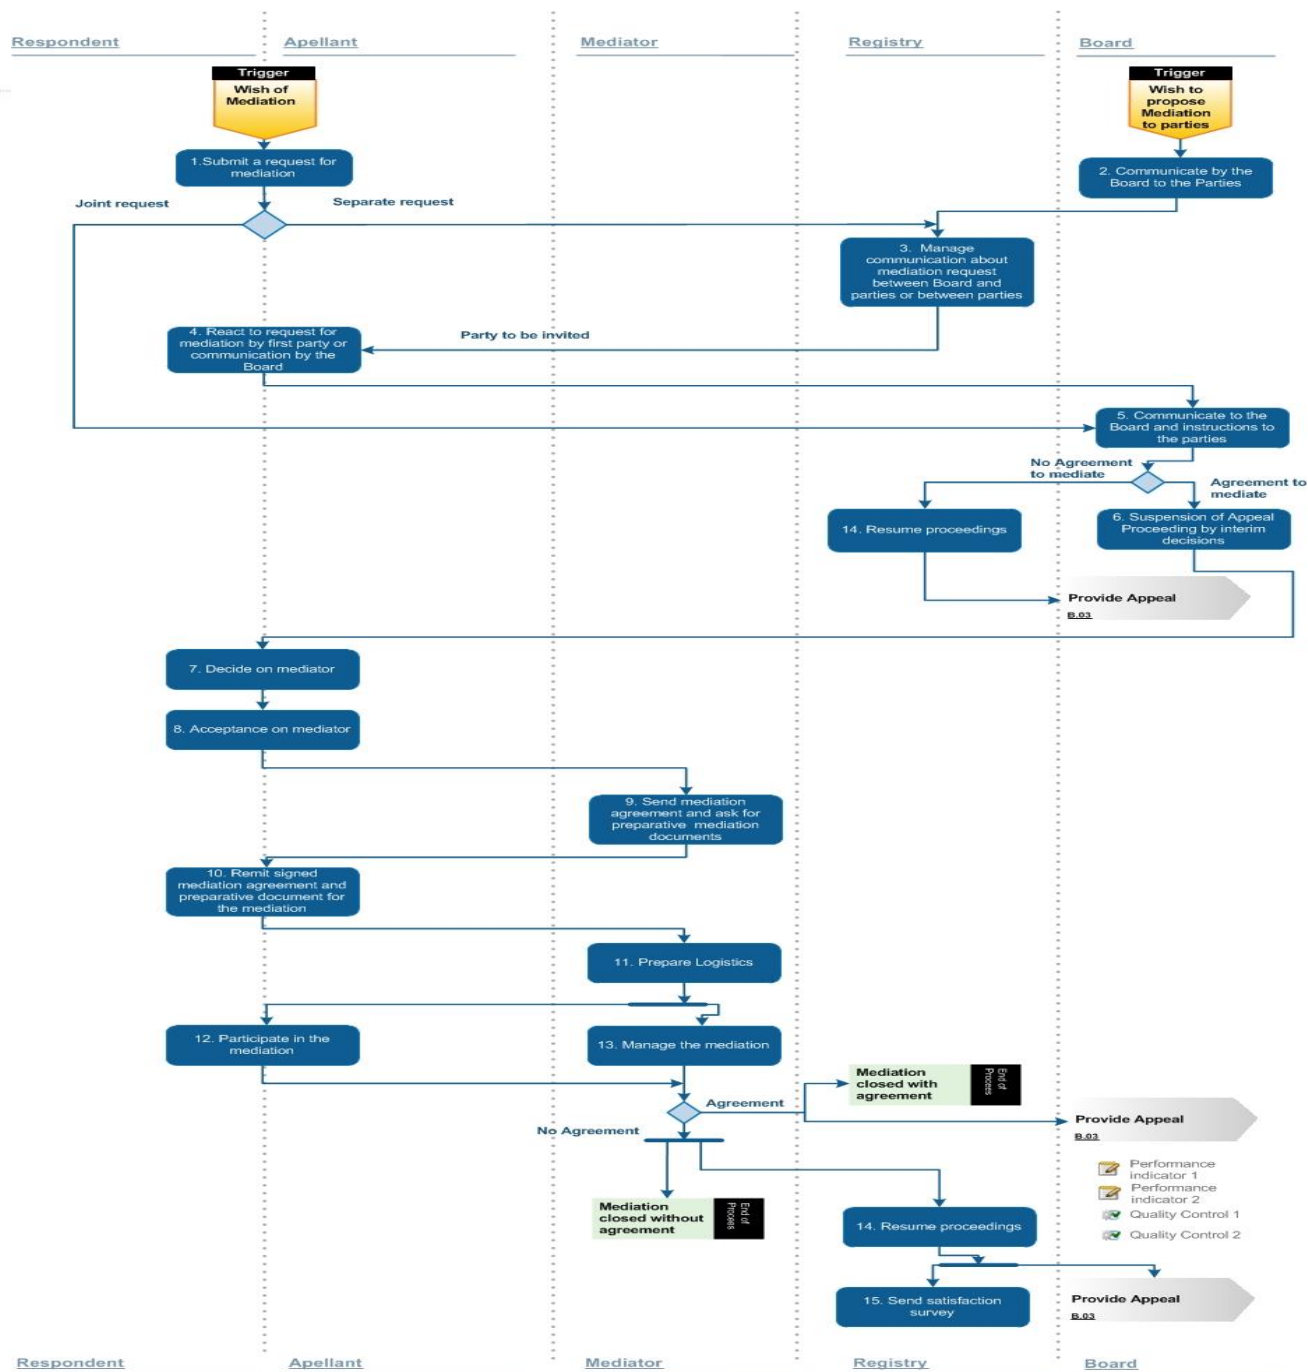 Respondent
Apellant
Mediator
Registry
Board
Trigger
Wish of
Mediation
Trigger
Wish to
propose
Mediation
to parties
1.Submit a request for
mediation
2. Communicate by the
Board to the Parties
Joint request
Separate request
3. Manage
communication about
mediation request
between Board and
parties or between parties
4. React to request for
mediation by first party or
communication by the
Board
Party to be invited
5. Communicate to the
Board and instructions to
the parties
No Agreement
to mediate
Agreement to
mediate
14. Resume proceedings
6. Suspension of Appeal
Proceeding by interim
decisions
Provide Appeal
B.03
7. Decide on mediator
8. Acceptance on mediator
9. Send mediation
agreement and ask for
preparative mediation
documents
10. Remit signed
mediation agreement and
preparative document for
the mediation
11. Prepare Logistics
12. Participate in the
mediation
13. Manage the mediation
Mediation
closed with
agreement
End of
Procees
Agreement
Provide Appeal
B.03
No Agreement
Performance
indicator 1
Performance
indicator 2
Quality Control 1
Quality Control 2
Mediation
closed without
agreement
End of
Procees
14. Resume proceedings
15. Send satisfaction
survey
Provide Appeal
B.03
Respondent
Apellant
Mediator
Registry
Board